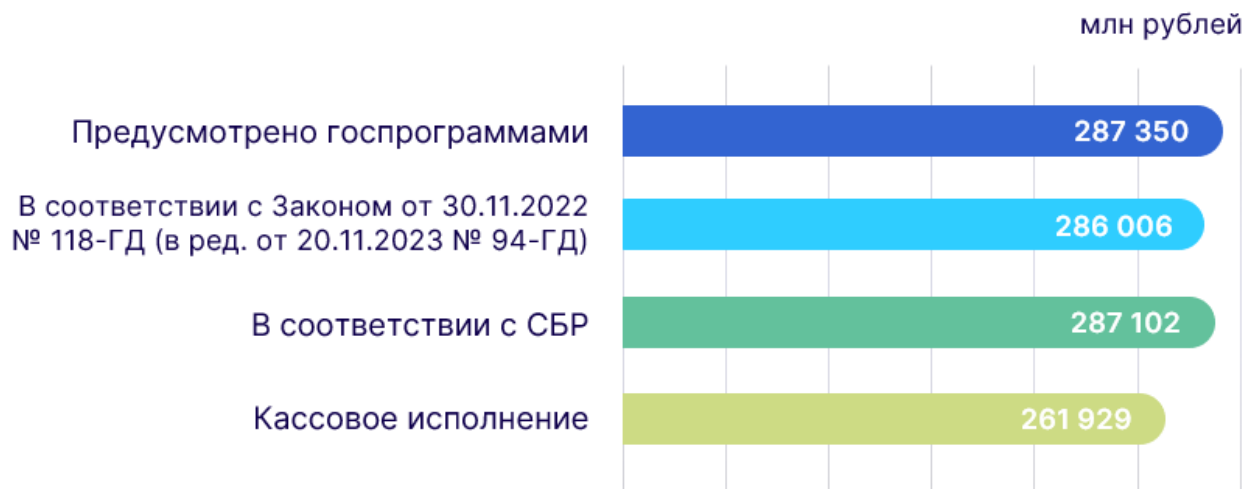 млн рублей
Предусмотрено госпрограммами
287 350
В соответствии с Законом от 30.11.2022
№ 118-ГД (в ред. от 20.11.2023 № 94-ГД)
286 006
В соответствии с СБР
287 102
Кассовое исполнение
261 929